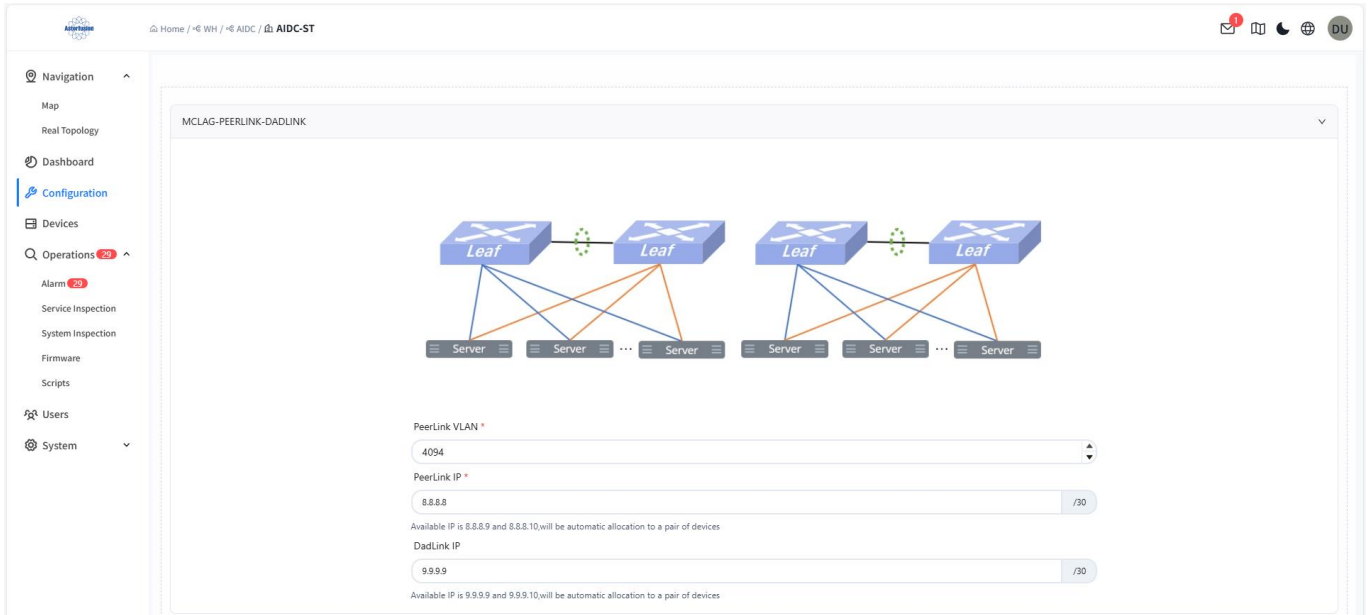 Asterfusion
Home / WH / AIDC / AIDC-ST
1
DU
Navigation
Map
Real Topology
Dashboard
Configuration
Devices
Operations 29
Alarm 29
Service Inspection
System Inspection
Firmware
Scripts
Users
System
MCLAG-PEERLINK-DADLINK
Leaf Leaf Leaf Leaf
Server Server ... Server Server Server ... Server
PeerLink VLAN *
4094
PeerLink IP *
8.8.8.8 /30
Available IP is 8.8.8.9 and 8.8.8.10,will be automatic allocation to a pair of devices
DadLink IP
9.9.9.9 /30
Available IP is 9.9.9.9 and 9.9.9.10,will be automatic allocation to a pair of devices